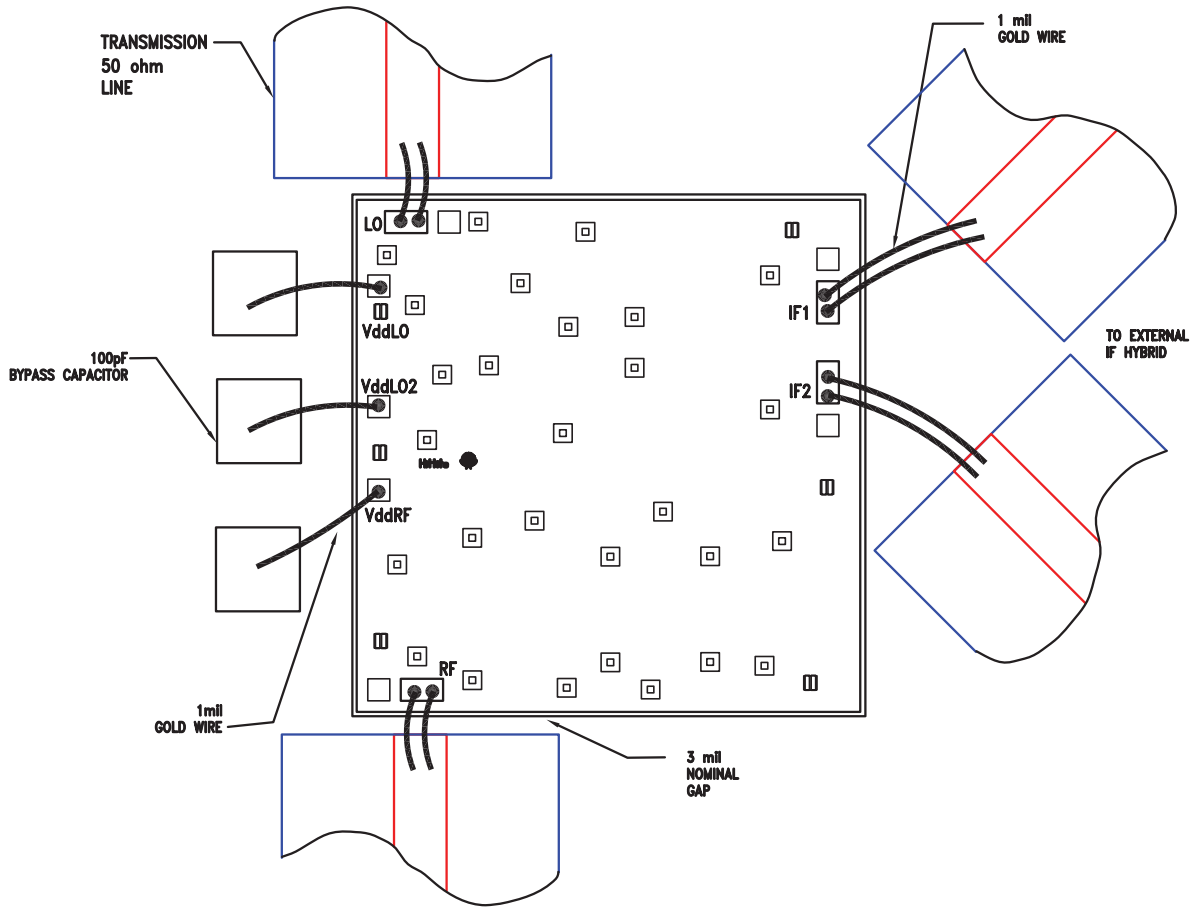 TRANSMISSION
50 ohm
LINE
1 mil
GOLD WIRE
LO
VddLO
IF1
TO EXTERNAL
IF HYBRID
100pF
BYPASS CAPACITOR
VddLO2
IF2
VddRF
RF
1mil
GOLD WIRE
3 mil
NOMINAL
GAP